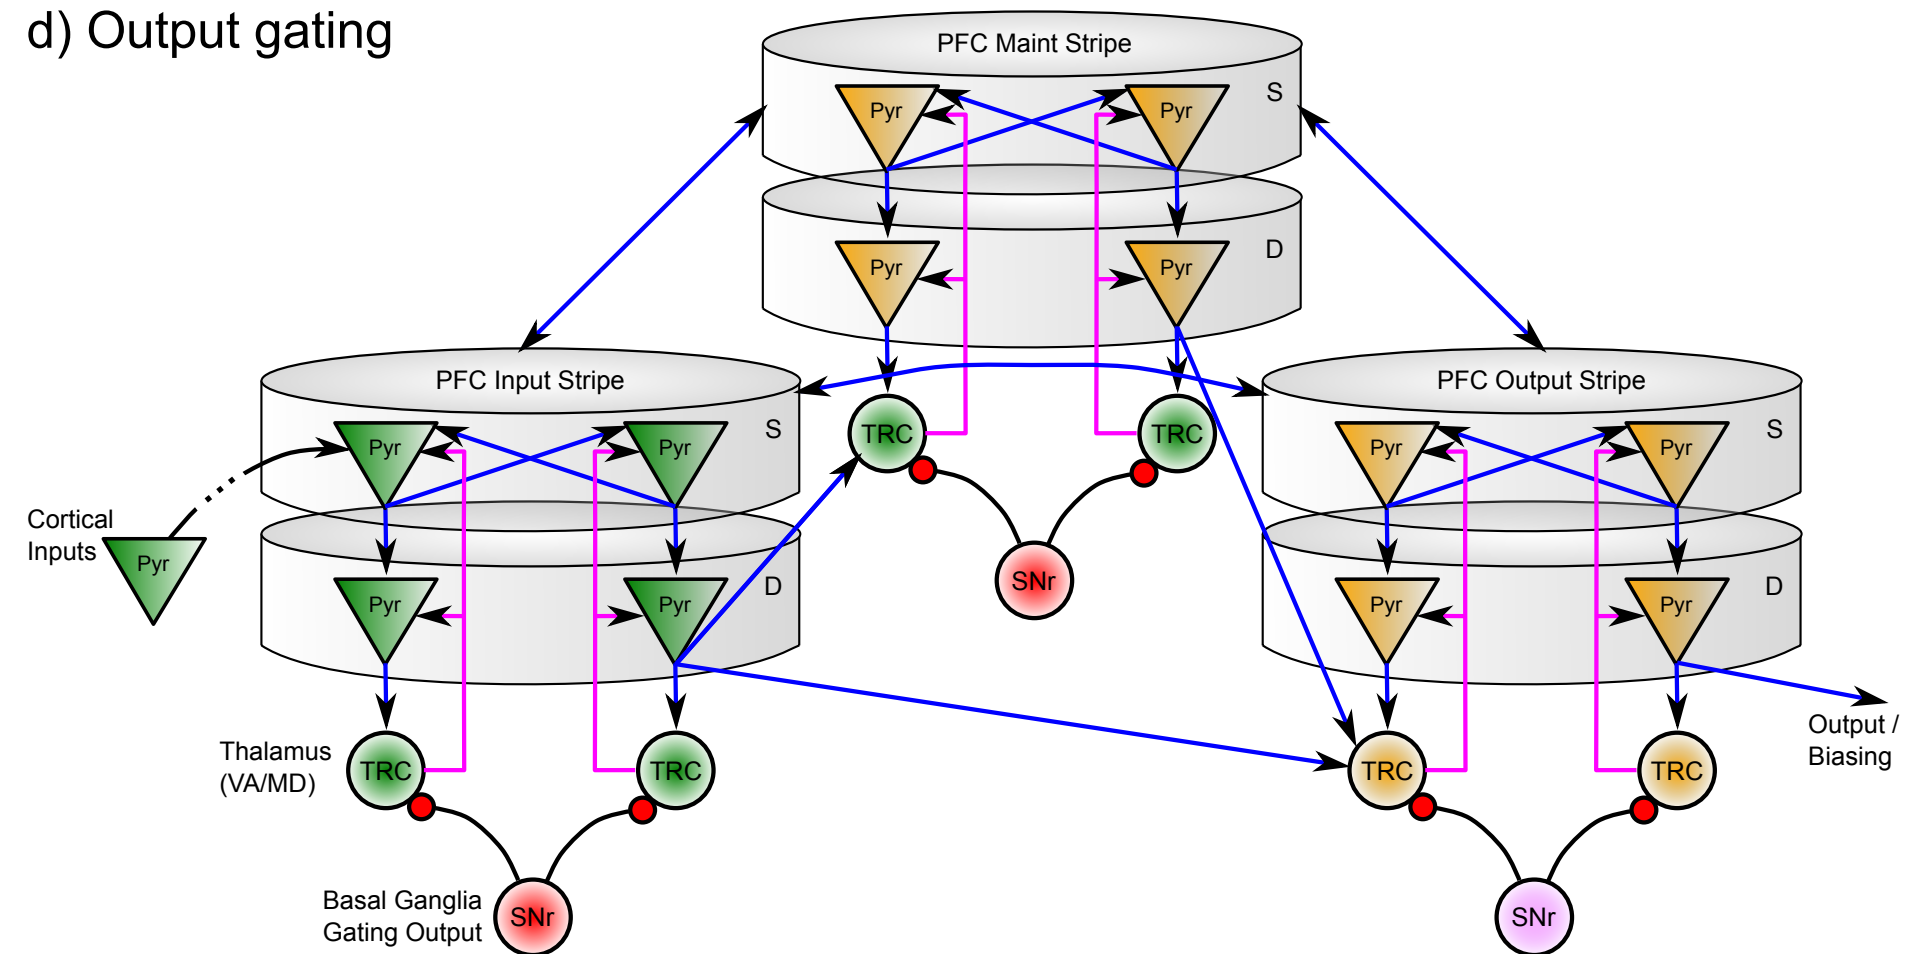 d) Output gating
PFC Maint Stripe
Pyr
Pyr
S
Pyr
Pyr
D
TRC
TRC
SNr
PFC Input Stripe
Pyr
Pyr
S
Cortical
Inputs
Pyr
Pyr
Pyr
D
Thalamus
(VA/MD)
TRC
TRC
Basal Ganglia
Gating Output
SNr
PFC Output Stripe
Pyr
Pyr
S
Pyr
Pyr
D
Output /
Biasing
TRC
TRC
SNr